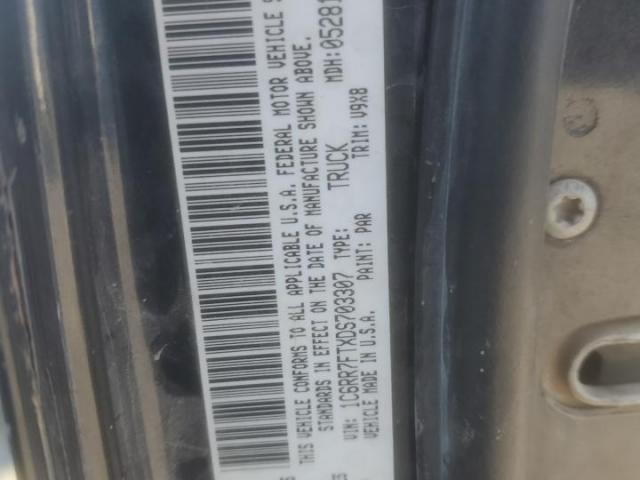 THIS VEHICLE CONFORMS TO ALL APPLICABLE U.S.A. FEDERAL MOTOR VEHICLE S
STANDARDS IN EFFECT ON THE DATE OF MANUFACTURE SHOWN ABOVE.
VIN: 1C6RR7FTXDS703307 TYPE: TRUCK MDH:05281
VEHICLE MADE IN U.S.A. PAINT: PAR TRIM: V9X8